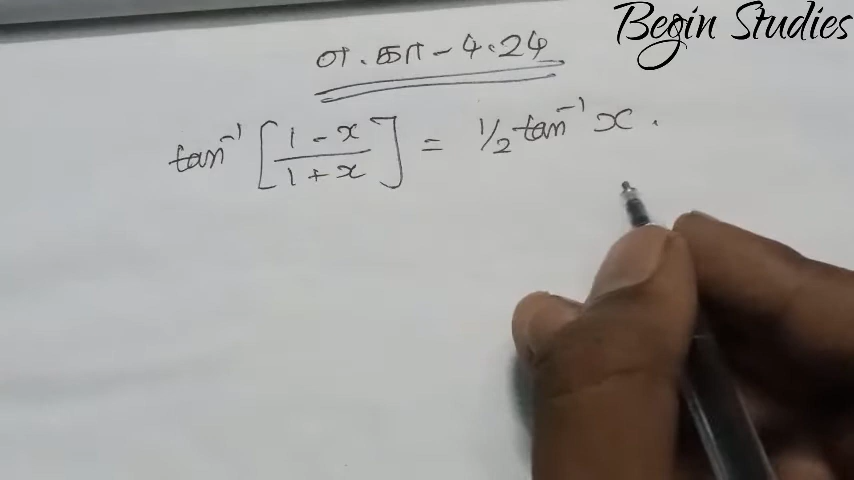 Begin Studies
எ.கா - 4.24
tan⁻¹ [(1 - x)/(1 + x)] = 1/2 tan⁻¹ x.